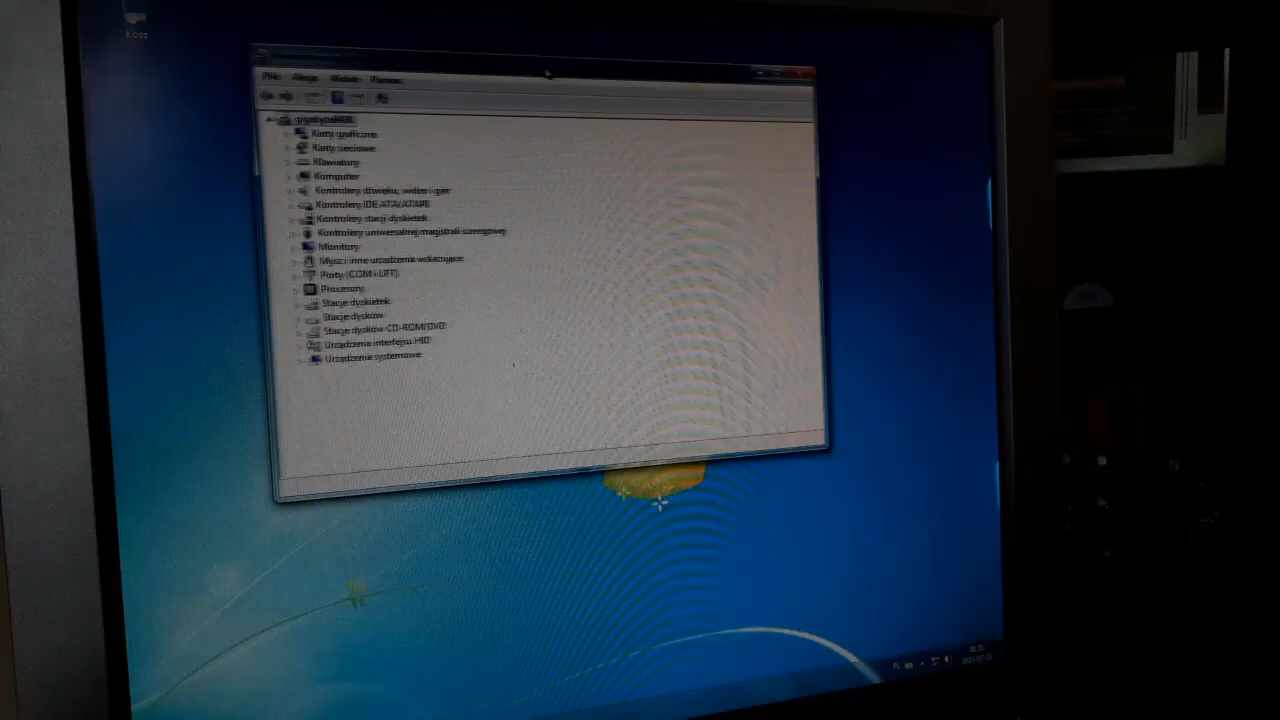 Kosz
Plik Akcja Widok Pomoc
Karty graficzne
Karty sieciowe
Klawiatury
Komputer
Kontrolery dźwięku, wideo i gier
Kontrolery IDE ATA/ATAPI
Kontrolery stacji dyskietek
Kontrolery uniwersalnej magistrali szeregowej
Monitory
Mysz i inne urządzenia wskazujące
Porty (COM i LPT)
Procesory
Stacje dyskietek
Stacje dysków
Stacje dysków CD-ROM/DVD
Urządzenia interfejsu HID
Urządzenia systemowe